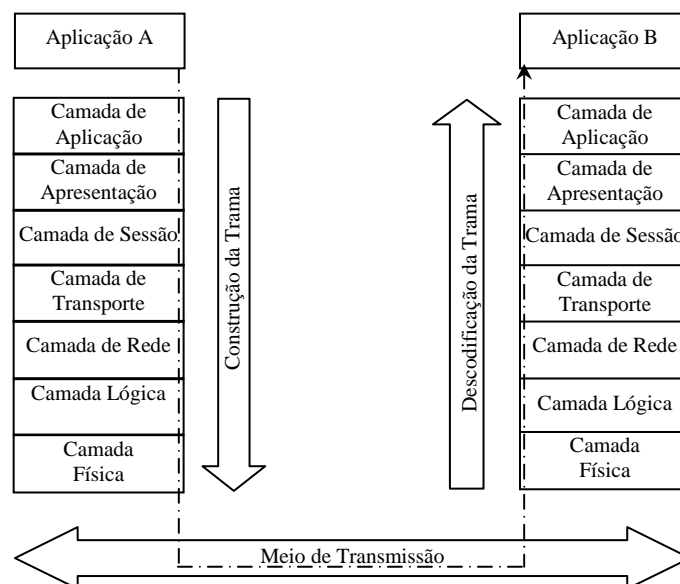 Aplicação A
Camada de
Aplicação
Camada de
Apresentação
Camada de Sessão
Camada de
Transporte
Camada de Rede
Camada Lógica
Camada
Física
Construção da Trama
Descodificação da Trama
Aplicação B
Camada de
Aplicação
Camada de
Apresentação
Camada de Sessão
Camada de
Transporte
Camada de Rede
Camada Lógica
Camada
Física
Meio de Transmissão